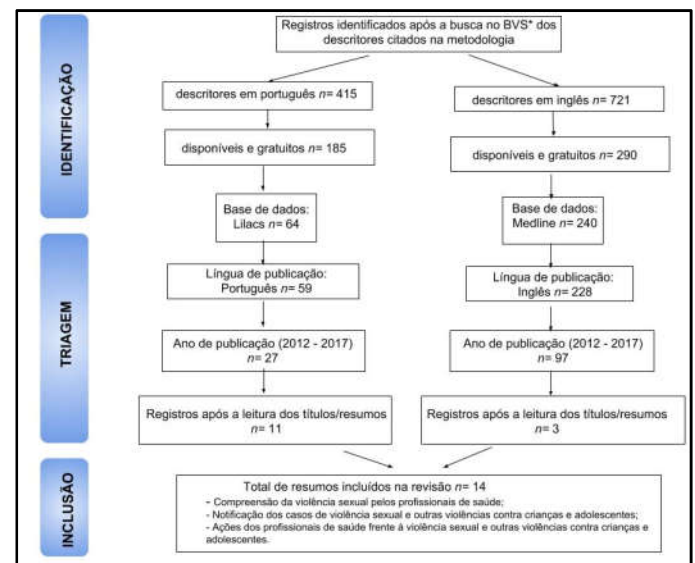 Registros identificados após a busca no BVS* dos
descritores citados na metodologia
IDENTIFICAÇÃO
descritores em português n= 415
descritores em inglês n= 721
disponíveis e gratuitos n= 185
disponíveis e gratuitos n= 290
Base de dados:
Lilacs n= 64
Base de dados:
Medline n= 240
TRIAGEM
Língua de publicação:
Português n= 59
Língua de publicação:
Inglês n= 228
Ano de publicação (2012 - 2017)
n= 27
Ano de publicação (2012 - 2017)
n= 97
Registros após a leitura dos títulos/resumos
n= 11
Registros após a leitura dos títulos/resumos
n= 3
INCLUSÃO
Total de resumos incluídos na revisão n= 14
- Compreensão da violência sexual pelos profissionais de saúde;
- Notificação dos casos de violência sexual e outras violências contra crianças e adolescentes;
- Ações dos profissionais de saúde frente à violência sexual e outras violências contra crianças e
adolescentes.